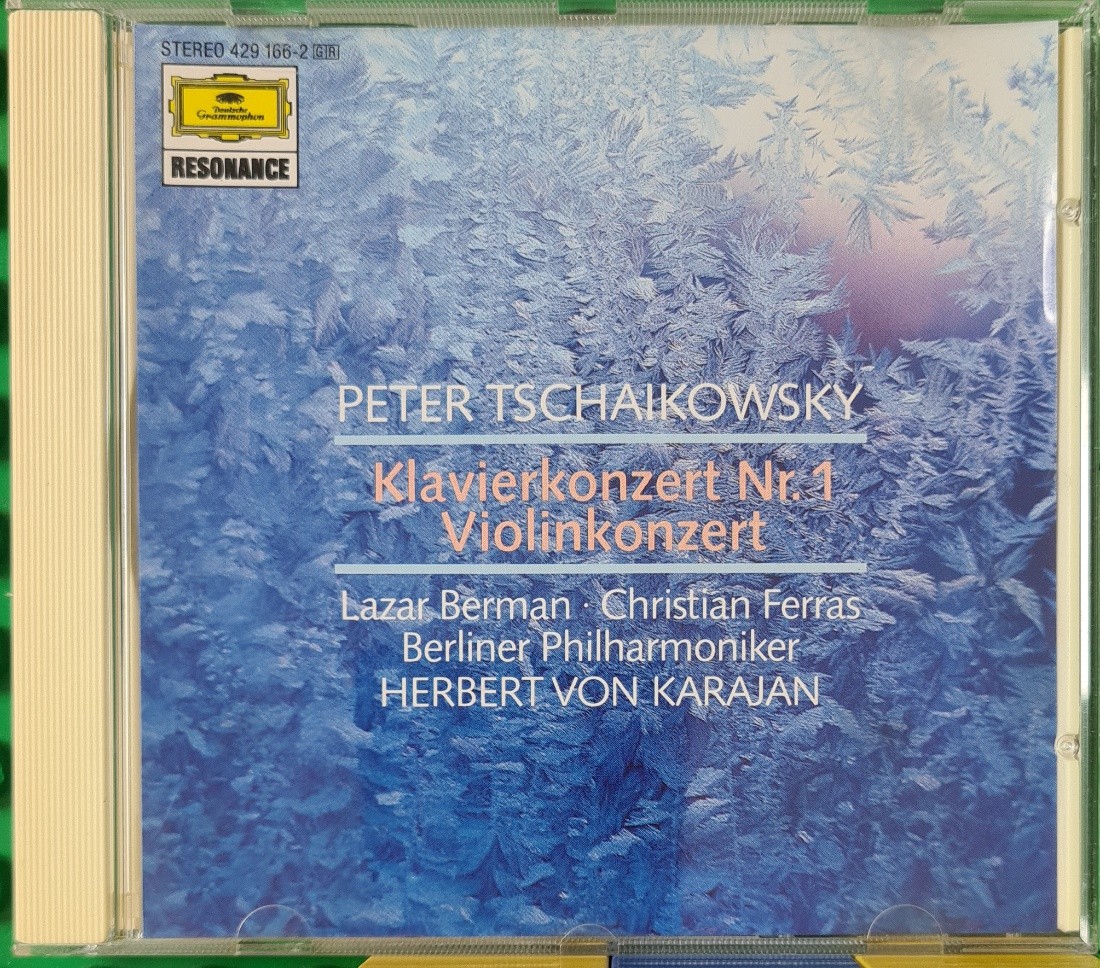 STEREO 429 166-2 GR
Deutsche
Grammophon
RESONANCE
PETER TSCHAIKOWSKY
Klavierkonzert Nr. 1
Violinkonzert
Lazar Berman · Christian Ferras
Berliner Philharmoniker
HERBERT VON KARAJAN